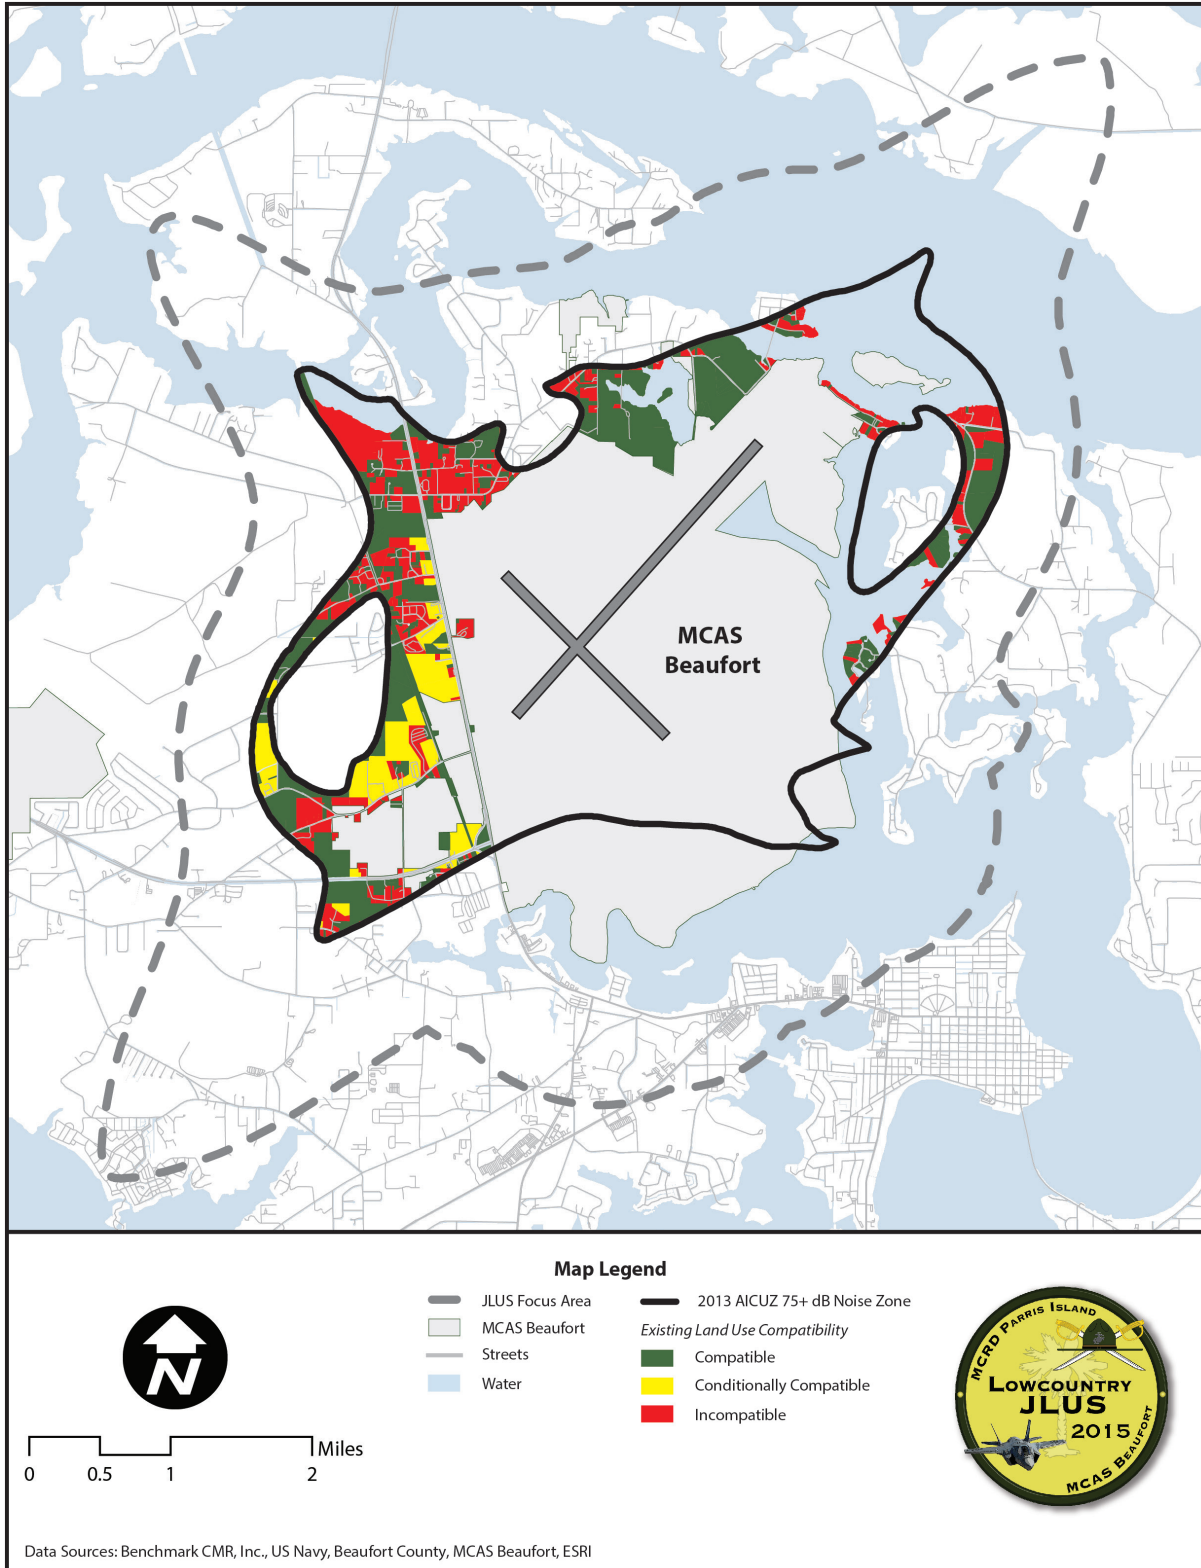 MCAS
Beaufort
Map Legend
JLUS Focus Area
MCAS Beaufort
Streets
Water
2013 AICUZ 75+ dB Noise Zone
Existing Land Use Compatibility
Compatible
Conditionally Compatible
Incompatible
N
Miles
0 0.5 1 2
MCRD PARRIS ISLAND
LOWCOUNTRY
JLUS
2015
MCAS BEAUFORT
Data Sources: Benchmark CMR, Inc., US Navy, Beaufort County, MCAS Beaufort, ESRI